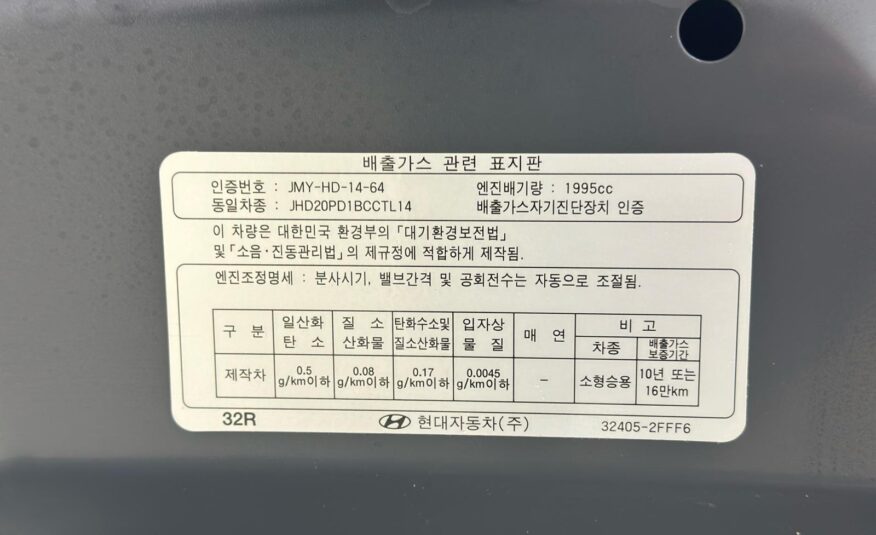 배출가스 관련 표지판
인증번호 : JMY-HD-14-64 엔진배기량 : 1995cc
동일차종 : JHD20PD1BCCTL14 배출가스자기진단장치 인증
이 차량은 대한민국 환경부의 「대기환경보전법」
및 「소음·진동관리법」의 제규정에 적합하게 제작됨.
엔진조정명세 : 분사시기, 밸브간격 및 공회전수는 자동으로 조절됨.
구 분 일산화 탄 소 질 소 산화물 탄화수소및 질소산화물 입자상 물 질 매 연 비 고
차종 배출가스 보증기간
제작차 0.5 g/km이하 0.08 g/km이하 0.17 g/km이하 0.0045 g/km이하 – 소형승용 10년 또는 16만km
32R 현대자동차(주) 32405-2FFF6